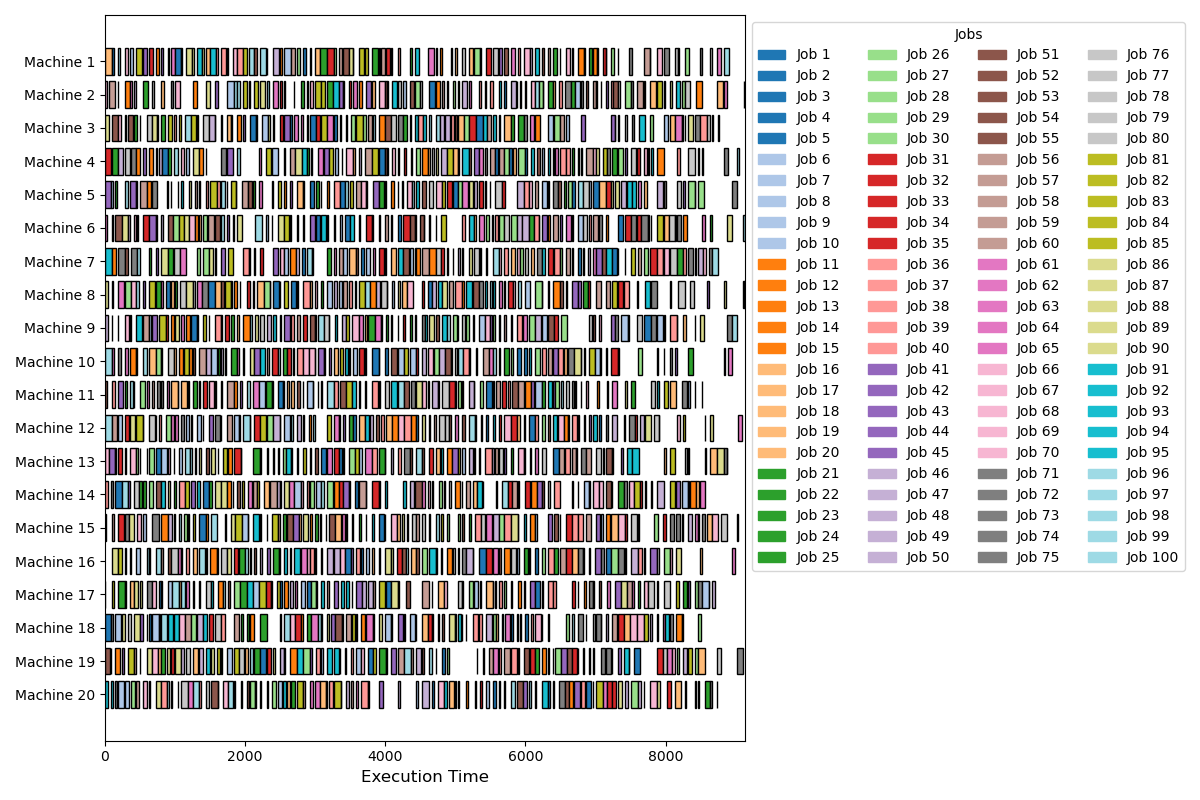 Machine 1
Machine 2
Machine 3
Machine 4
Machine 5
Machine 6
Machine 7
Machine 8
Machine 9
Machine 10
Machine 11
Machine 12
Machine 13
Machine 14
Machine 15
Machine 16
Machine 17
Machine 18
Machine 19
Machine 20
0 2000 4000 6000 8000
Execution Time
Jobs
Job 1 Job 26 Job 51 Job 76
Job 2 Job 27 Job 52 Job 77
Job 3 Job 28 Job 53 Job 78
Job 4 Job 29 Job 54 Job 79
Job 5 Job 30 Job 55 Job 80
Job 6 Job 31 Job 56 Job 81
Job 7 Job 32 Job 57 Job 82
Job 8 Job 33 Job 58 Job 83
Job 9 Job 34 Job 59 Job 84
Job 10 Job 35 Job 60 Job 85
Job 11 Job 36 Job 61 Job 86
Job 12 Job 37 Job 62 Job 87
Job 13 Job 38 Job 63 Job 88
Job 14 Job 39 Job 64 Job 89
Job 15 Job 40 Job 65 Job 90
Job 16 Job 41 Job 66 Job 91
Job 17 Job 42 Job 67 Job 92
Job 18 Job 43 Job 68 Job 93
Job 19 Job 44 Job 69 Job 94
Job 20 Job 45 Job 70 Job 95
Job 21 Job 46 Job 71 Job 96
Job 22 Job 47 Job 72 Job 97
Job 23 Job 48 Job 73 Job 98
Job 24 Job 49 Job 74 Job 99
Job 25 Job 50 Job 75 Job 100